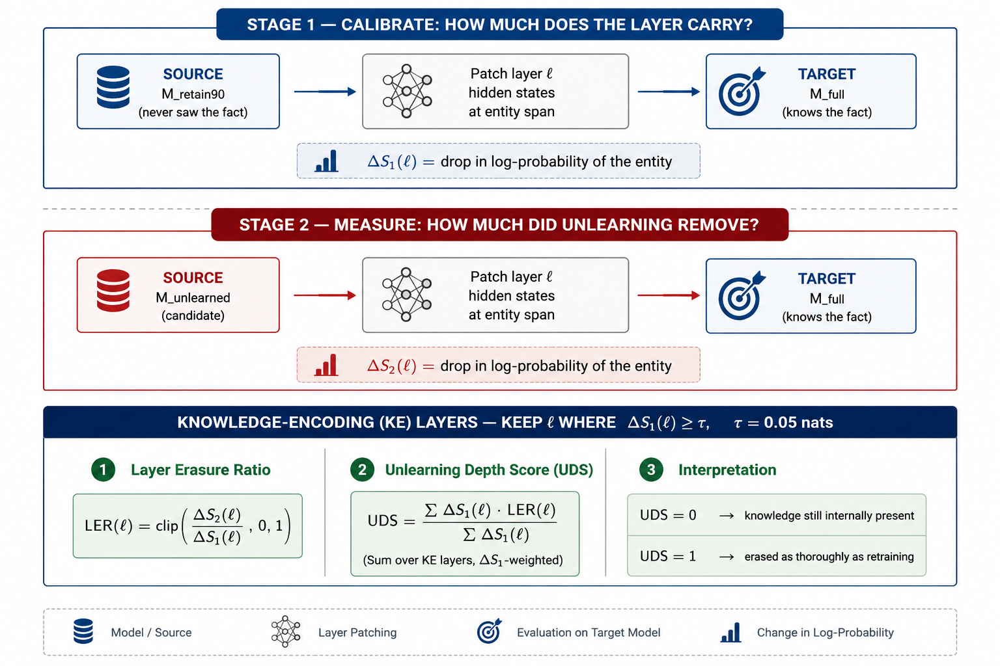 STAGE 1 — CALIBRATE: HOW MUCH DOES THE LAYER CARRY?
SOURCE
M_retain90
(never saw the fact)
Patch layer ℓ
hidden states
at entity span
TARGET
M_full
(knows the fact)
ΔS₁(ℓ) = drop in log-probability of the entity
STAGE 2 — MEASURE: HOW MUCH DID UNLEARNING REMOVE?
SOURCE
M_unlearned
(candidate)
Patch layer ℓ
hidden states
at entity span
TARGET
M_full
(knows the fact)
ΔS₂(ℓ) = drop in log-probability of the entity
KNOWLEDGE-ENCODING (KE) LAYERS — KEEP ℓ WHERE ΔS₁(ℓ) ≥ τ, τ = 0.05 nats
1 Layer Erasure Ratio
LER(ℓ) = clip( ΔS₂(ℓ) / ΔS₁(ℓ) , 0, 1 )
2 Unlearning Depth Score (UDS)
UDS = ∑ ΔS₁(ℓ) · LER(ℓ) / ∑ ΔS₁(ℓ)
(Sum over KE layers, ΔS₁-weighted)
3 Interpretation
UDS = 0 → knowledge still internally present
UDS = 1 → erased as thoroughly as retraining
Model / Source
Layer Patching
Evaluation on Target Model
Change in Log-Probability